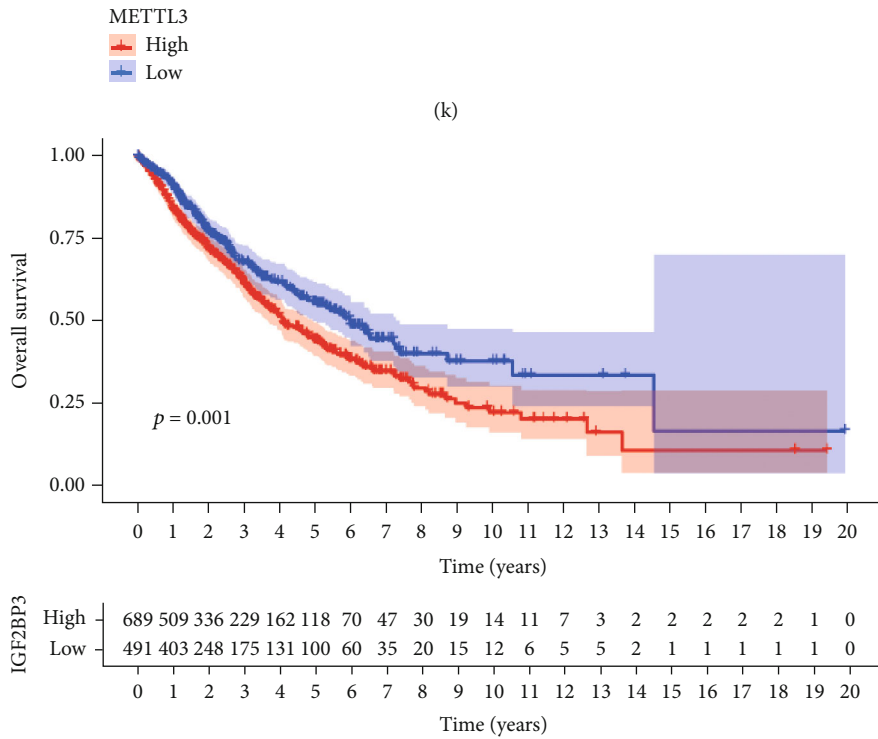 METTL3
High
Low
(k)
Overall survival
1.00
0.75
0.50
0.25
0.00
p = 0.001
0 1 2 3 4 5 6 7 8 9 10 11 12 13 14 15 16 17 18 19 20
Time (years)
IGF2BP3
High 689 509 336 229 162 118 70 47 30 19 14 11 7 3 2 2 2 2 2 1 0
Low 491 403 248 175 131 100 60 35 20 15 12 6 5 5 2 1 1 1 1 1 0
0 1 2 3 4 5 6 7 8 9 10 11 12 13 14 15 16 17 18 19 20
Time (years)